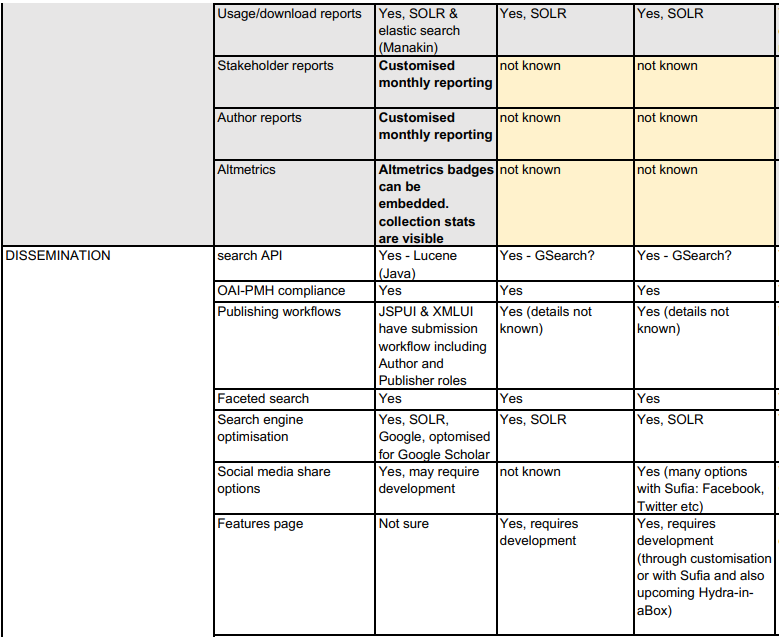 Usage/download reports
Yes, SOLR &
elastic search
(Manakin)
Yes, SOLR
Yes, SOLR
Stakeholder reports
Customised
monthly reporting
not known
not known
Author reports
Customised
monthly reporting
not known
not known
Altmetrics
Altmetrics badges
can be
embedded.
collection stats
are visible
not known
not known
DISSEMINATION
search API
Yes - Lucene
(Java)
Yes - GSearch?
Yes - GSearch?
OAI-PMH compliance
Yes
Yes
Yes
Publishing workflows
JSPUI & XMLUI
have submission
workflow including
Author and
Publisher roles
Yes (details not
known)
Yes (details not
known)
Faceted search
Yes
Yes
Yes
Search engine
optimisation
Yes, SOLR,
Google, optomised
for Google Scholar
Yes, SOLR
Yes, SOLR
Social media share
options
Yes, may require
development
not known
Yes (many options
with Sufia: Facebook,
Twitter etc)
Features page
Not sure
Yes, requires
development
Yes, requires
development
(through customisation
or with Sufia and also
upcoming Hydra-in-
aBox)